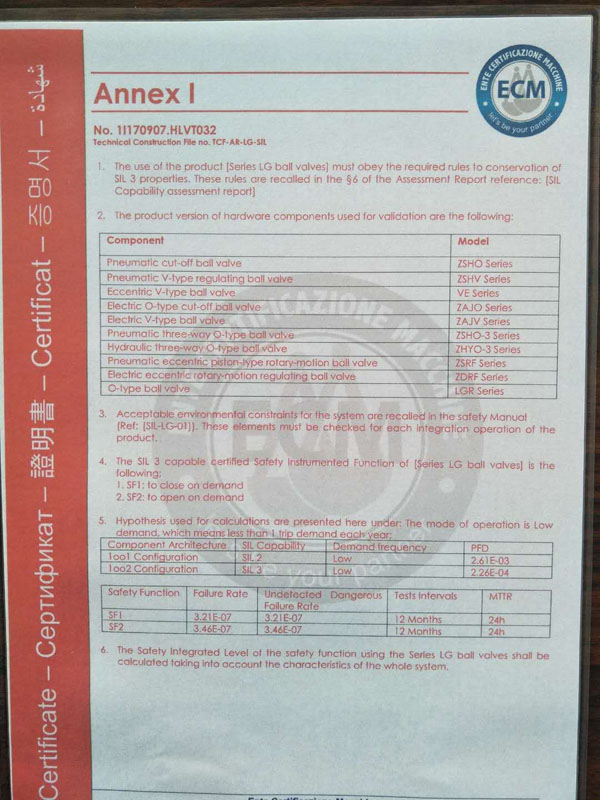 Certificate – Сертификат – 證明書 – Certificat – 증명서 – شهادة
ENTE CERTIFICAZIONE MACCHINE
ECM
let's be your partner
Annex I
No. 1I170907.HLVT032
Technical Construction File no. TCF-AR-LG-SIL
1. The use of the product [Series LG ball valves] must obey the required rules to conservation of
SIL 3 properties. These rules are recalled in the §6 of the Assessment Report reference: [SIL
Capability assessment report]
2. The product version of hardware components used for validation are the following:
Component Model
Pneumatic cut-off ball valve ZSHO Series
Pneumatic V-type regulating ball valve ZSHV Series
Eccentric V-type ball valve VE Series
Electric O-type cut-off ball valve ZAJO Series
Electric V-type ball valve ZAJV Series
Pneumatic three-way O-type ball valve ZSHO-3 Series
Hydraulic three-way O-type ball valve ZHYO-3 Series
Pneumatic eccentric piston-type rotary-motion ball valve ZSRF Series
Electric eccentric rotary-motion regulating ball valve ZDRF Series
O-type ball valve LGR Series
3. Acceptable environmental constraints for the system are recalled in the safety Manual
(Ref: [SIL-LG-01]). These elements must be checked for each integration operation of the
product.
4. The SIL 3 capable certified Safety Instrumented Function of [Series LG ball valves] is the
following:
1. SF1: to close on demand
2. SF2: to open on demand
5. Hypothesis used for calculations are presented here under: The mode of operation is Low
demand, which means less than 1 trip demand each year;
Component Architecture SIL Capability Demand frequency PFD
1oo1 Configuration SIL 2 Low 2.61E-03
1oo2 Configuration SIL 3 Low 2.26E-04
Safety Function Failure Rate Undetected Dangerous Tests Intervals MTTR
Failure Rate
SF1 3.21E-07 3.21E-07 12 Months 24h
SF2 3.46E-07 3.46E-07 12 Months 24h
6. The Safety Integrated Level of the safety function using the Series LG ball valves shall be
calculated taking into account the characteristics of the whole system.